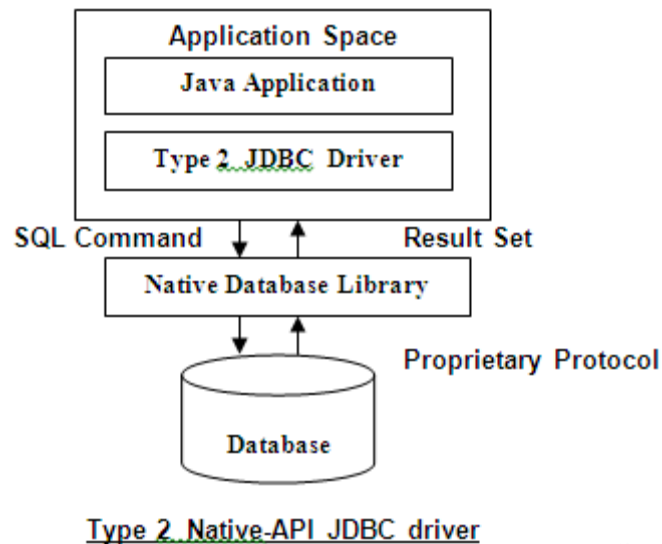 Application Space
Java Application
Type 2 JDBC Driver
SQL Command
Result Set
Native Database Library
Proprietary Protocol
Database
Type 2 Native-API JDBC driver